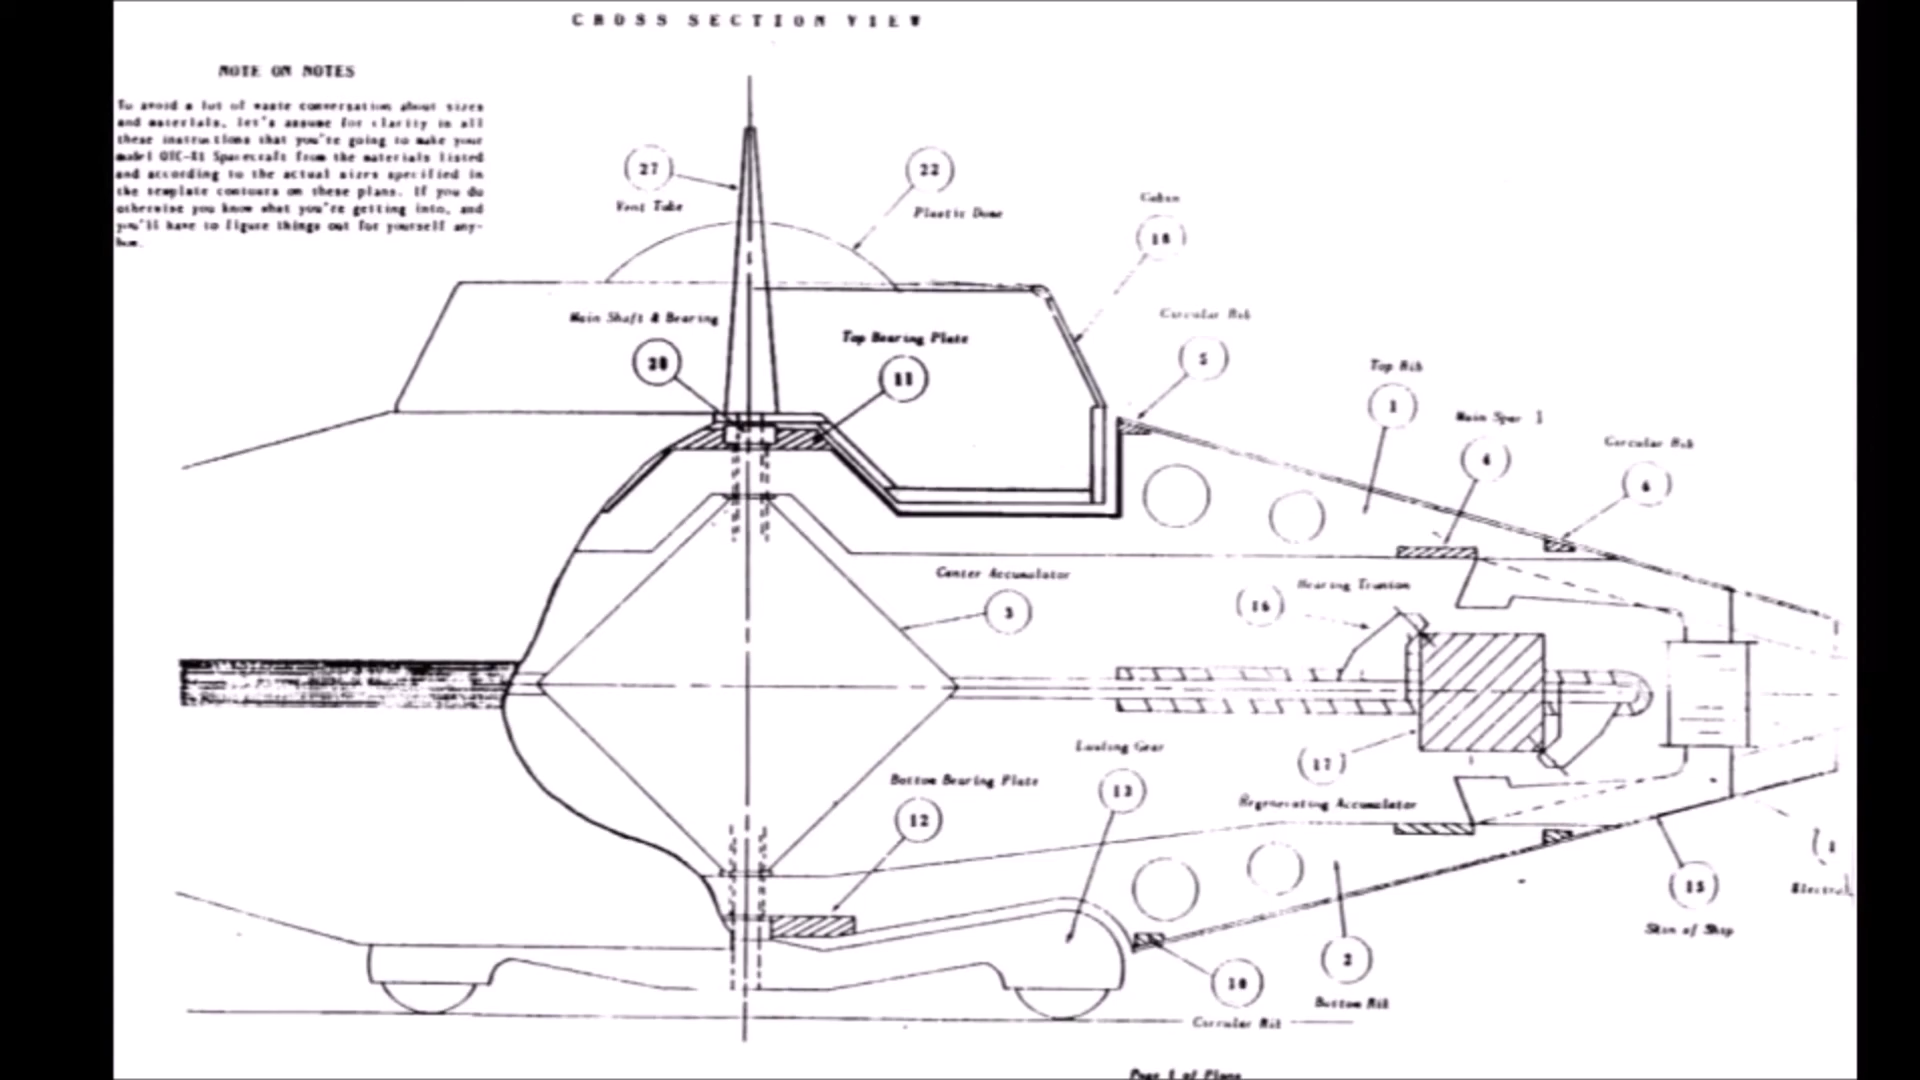 CROSS SECTION VIEW
NOTE ON NOTES
To avoid a lot of waste conversation about sizes
and materials, let's assume for clarity in all
these instructions that you're going to make your
model OTC-X1 Spacecraft from the materials listed
and according to the actual sizes specified in
the template contours on these plans. If you do
otherwise you know what you're getting into, and
you'll have to figure things out for yourself any-
how.
27
Vent Tube
22
Plastic Dome
Cabin
18
Main Shaft & Bearing
Top Bearing Plate
11
Circular Rib
5
Top Rib
1
Main Spar
4
Circular Rib
6
Center Accumulator
3
Bearing Trunion
16
Landing Gear
13
Bottom Bearing Plate
12
17
Regenerating Accumulator
15
Skin of Ship
Electro
10
Circular Rib
2
Bottom Rib
Page 1 of Plans